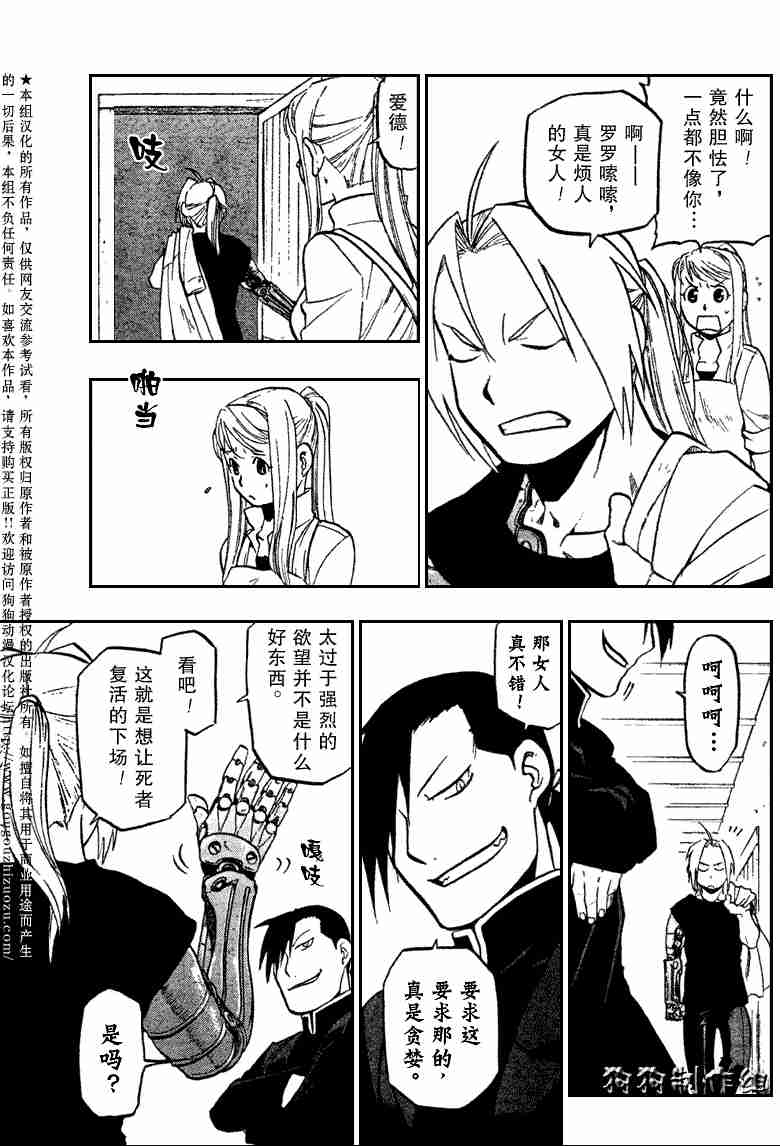 什么啊！
竟然胆怯了，
一点都不像你…
啊——
罗罗嗦嗦，
真是烦人
的女人！
爱德！
吱
啪当
呵呵呵…
那女人
真不错！
要求这
要求那的，
真是贪婪。
太过于强烈的
欲望并不是什么
好东西。
看吧！
这就是想让死者
复活的下场！
嘎吱
是吗？
狗狗制作组
★本组汉化的所有作品，仅供网友交流参考试看，所有版权归原作者和被原作者授权的出版社所有。如擅自将其用于商业用途而产生
的一切后果，本组不负任何责任。如喜欢本作品，请支持购买正版!!欢迎访问狗狗动漫汉化论坛